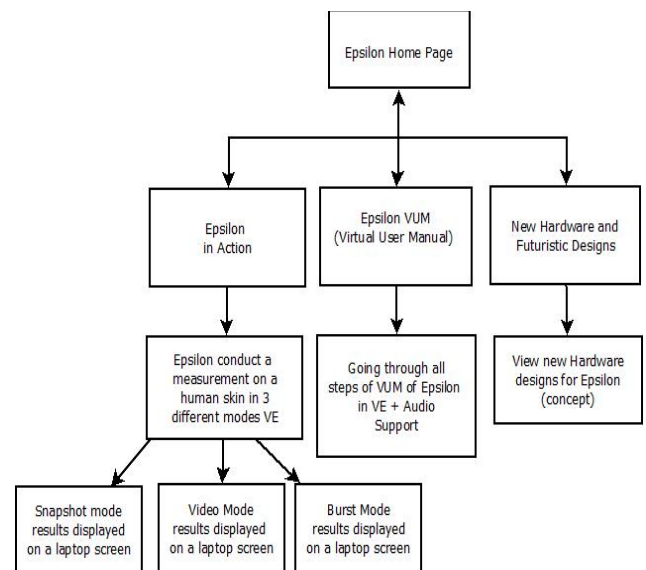 Epsilon Home Page
Epsilon
in Action
Epsilon VUM
(Virtual User Manual)
New Hardware and
Futuristic Designs
Epsilon conduct a
measurement on a
human skin in 3
different modes VE
Going through all
steps of VUM of Epsilon
in VE + Audio
Support
View new Hardware
designs for Epsilon
(concept)
Snapshot mode
results displayed
on a laptop screen
Video Mode
results displayed
on a laptop screen
Burst Mode
results displayed
on a laptop screen